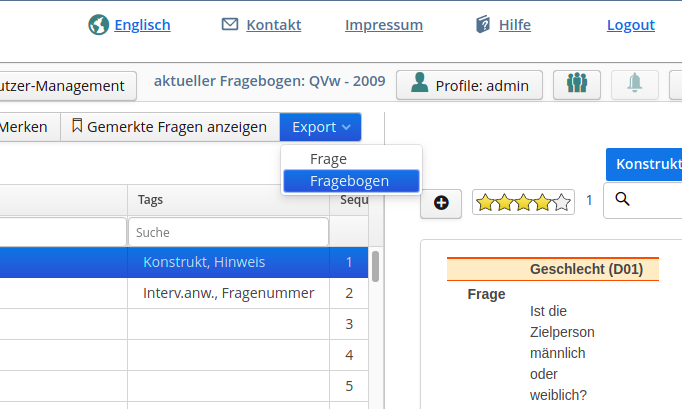 Englisch Kontakt Impressum Hilfe Logout
utzer-Management aktueller Fragebogen: QVw - 2009 Profile: admin
Merken Gemerkte Fragen anzeigen Export
Frage
Fragebogen
Konstrukt
Tags Sequ
1
Suche
Konstrukt, Hinweis 1
Interv.anw., Fragenummer 2
3
4
5
Geschlecht (D01)
Frage
Ist die
Zielperson
männlich
oder
weiblich?